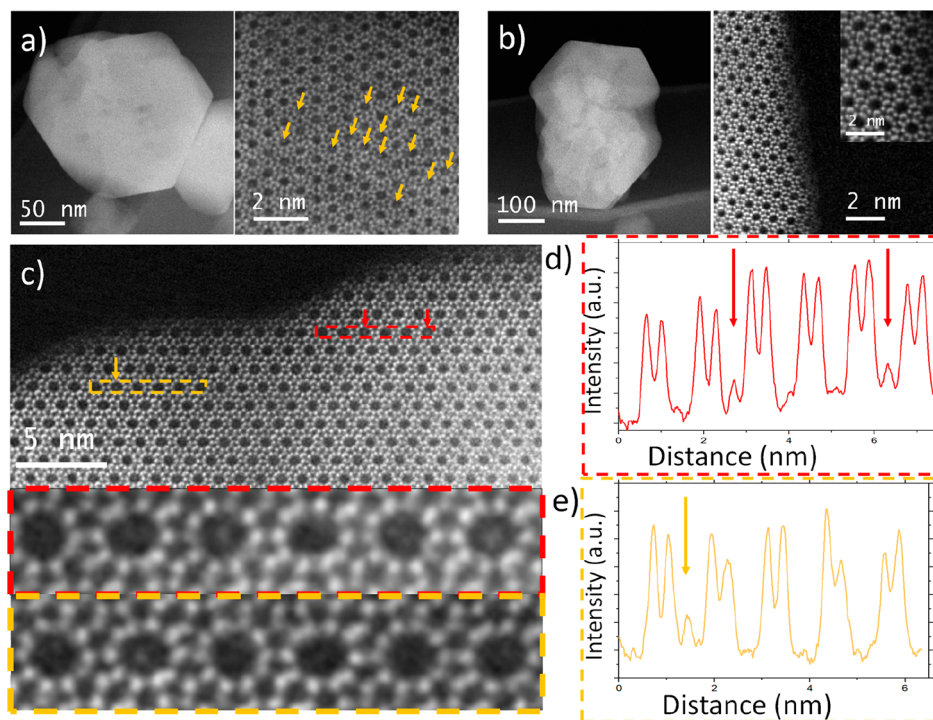 a)
50 nm
2 nm
b)
100 nm
2 nm
2 nm
c)
5 nm
d)
Intensity (a.u.)
0
2
4
6
Distance (nm)
e)
Intensity (a.u.)
0
2
4
6
Distance (nm)